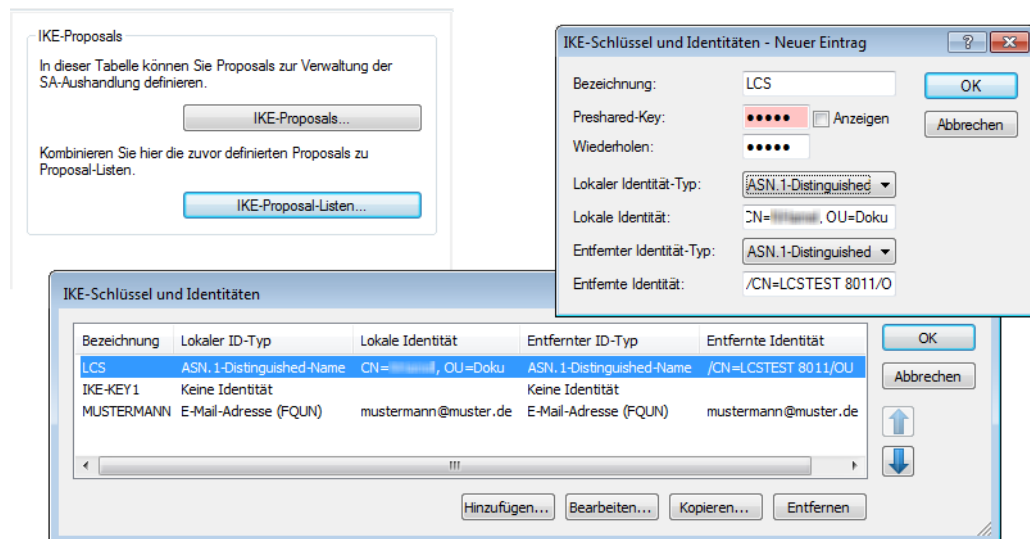 IKE-Proposals
In dieser Tabelle können Sie Proposals zur Verwaltung der
SA-Aushandlung definieren.
IKE-Proposals...
Kombinieren Sie hier die zuvor definierten Proposals zu
Proposal-Listen.
IKE-Proposal-Listen...
IKE-Schlüssel und Identitäten - Neuer Eintrag
Bezeichnung: LCS OK
Preshared-Key: ●●●●● Anzeigen Abbrechen
Wiederholen: ●●●●●
Lokaler Identität-Typ: ASN.1-Distinguished
Lokale Identität: CN= , OU=Doku
Entfernter Identität-Typ: ASN.1-Distinguished
Entfernte Identität: /CN=LCSTEST 8011/O
IKE-Schlüssel und Identitäten
Bezeichnung Lokaler ID-Typ Lokale Identität Entfernter ID-Typ Entfernte Identität OK
LCS ASN.1-Distinguished-Name CN= , OU=Doku ASN.1-Distinguished-Name /CN=LCSTEST 8011/OU
IKE-KEY1 Keine Identität Keine Identität Abbrechen
MUSTERMANN E-Mail-Adresse (FQUN) mustermann@muster.de E-Mail-Adresse (FQUN) mustermann@muster.de
Hinzufügen... Bearbeiten... Kopieren... Entfernen